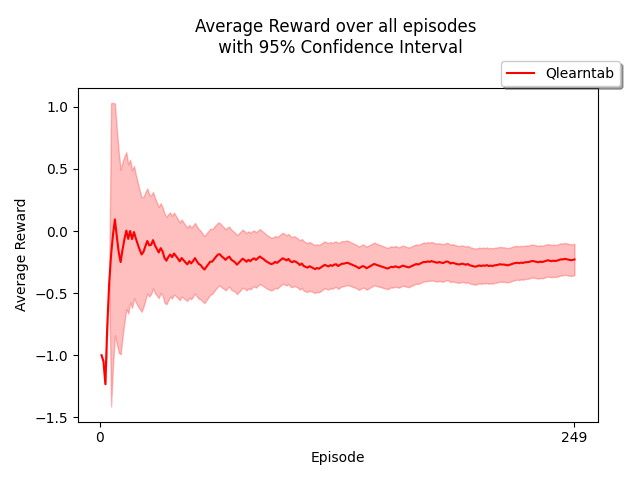 Average Reward over all episodes
with 95% Confidence Interval
Qlearntab
1.0
0.5
0.0
−0.5
−1.0
−1.5
Average Reward
0
249
Episode